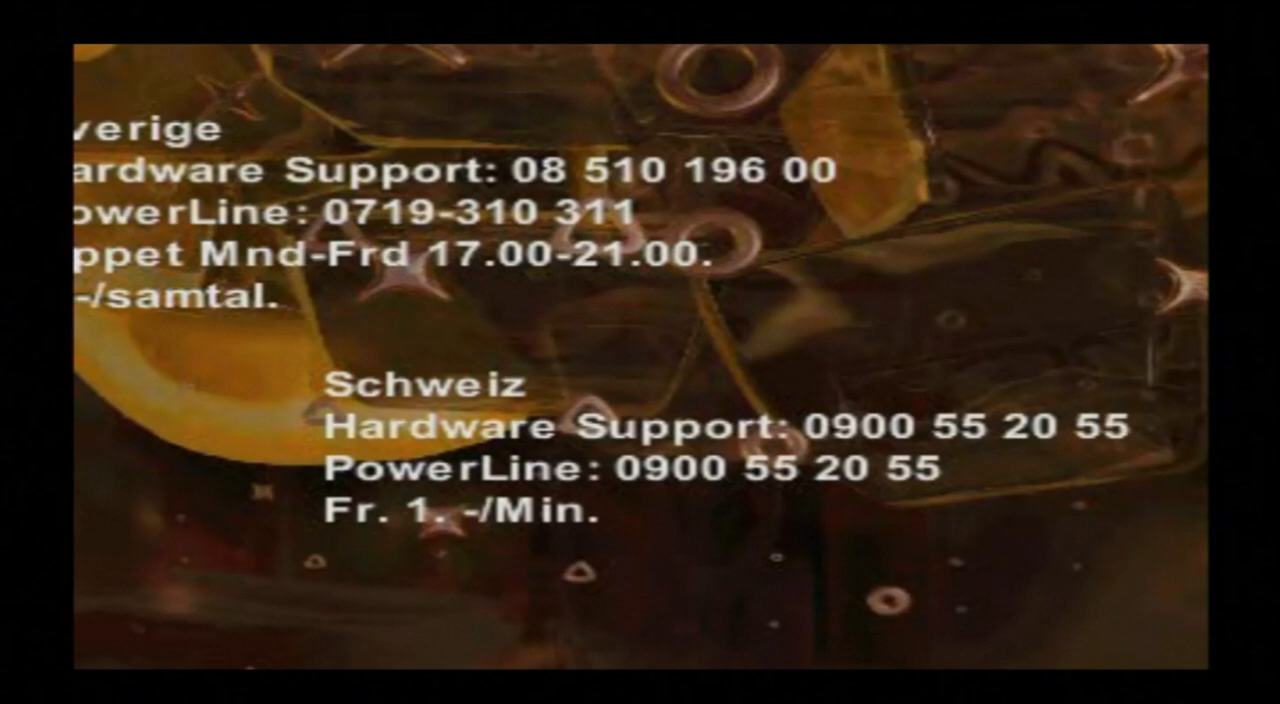 verige
ardware Support: 08 510 196 00
owerLine: 0719-310 311
ppet Mnd-Frd 17.00-21.00.
-/samtal.
Schweiz
Hardware Support: 0900 55 20 55
PowerLine: 0900 55 20 55
Fr. 1. -/Min.